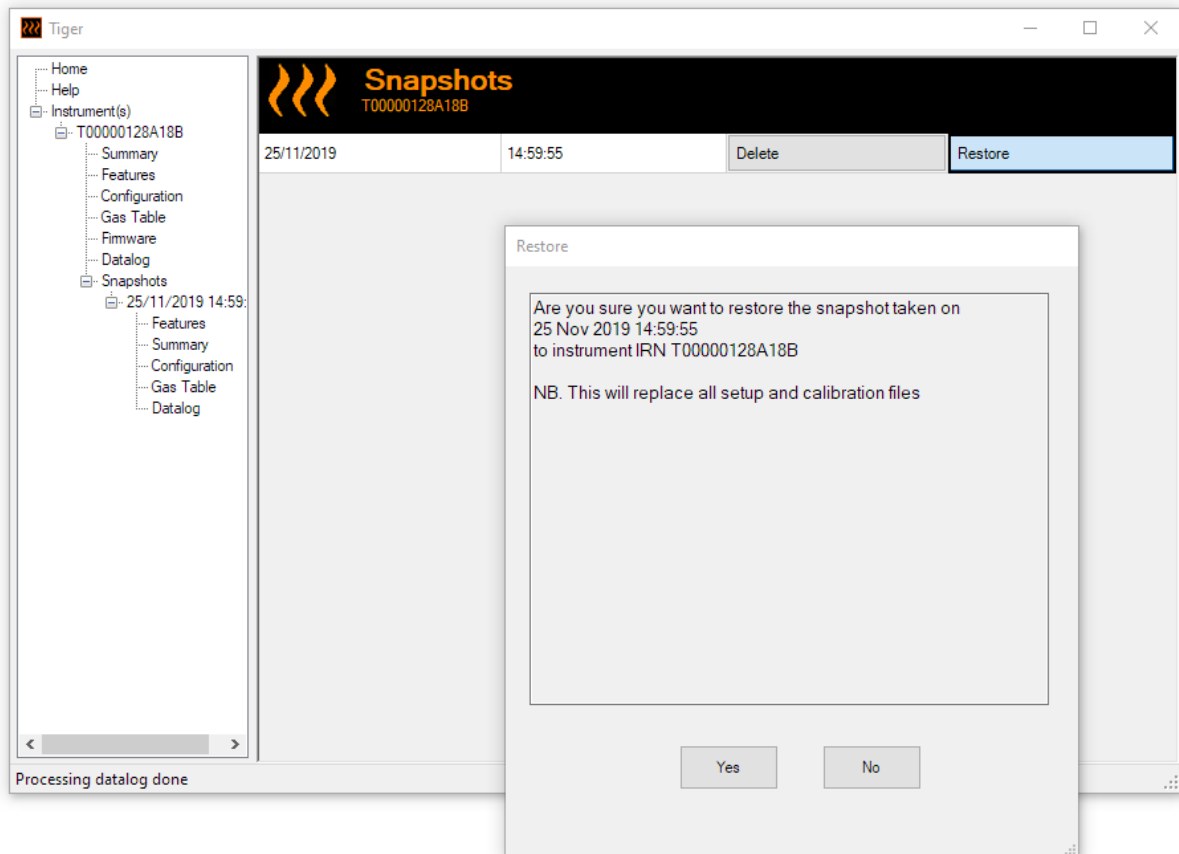 Tiger
Home
Help
Instrument(s)
T00000128A18B
Summary
Features
Configuration
Gas Table
Firmware
Datalog
Snapshots
25/11/2019 14:59:
Features
Summary
Configuration
Gas Table
Datalog
Snapshots
T00000128A18B
25/11/2019 14:59:55 Delete Restore
Restore
Are you sure you want to restore the snapshot taken on
25 Nov 2019 14:59:55
to instrument IRN T00000128A18B
NB. This will replace all setup and calibration files
Yes No
Processing datalog done